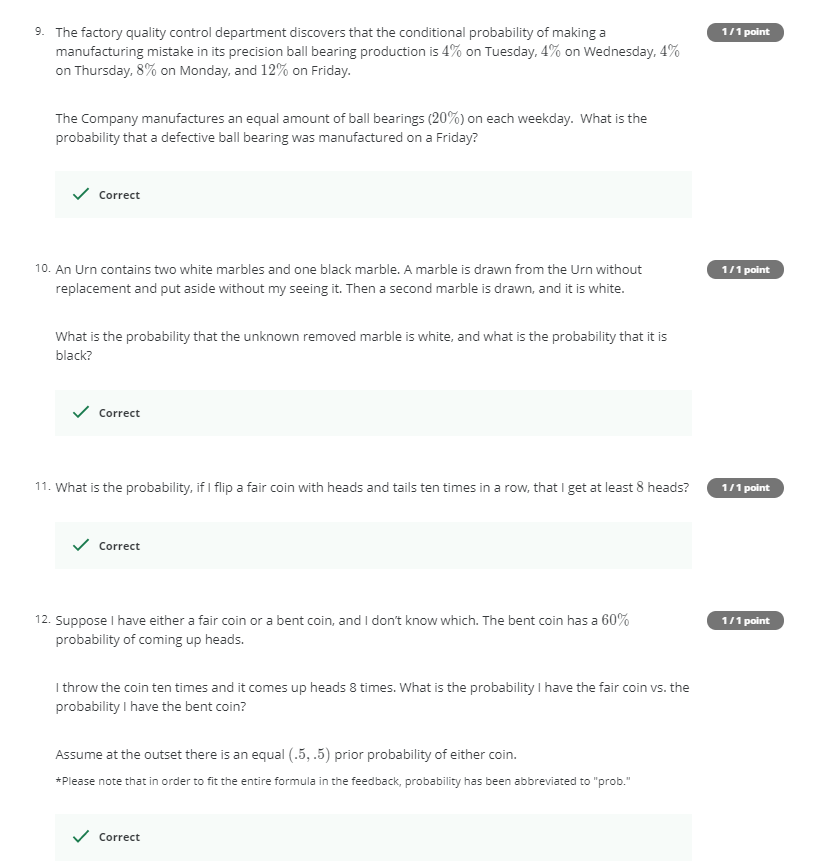 9. The factory quality control department discovers that the conditional probability of making a
1 / 1 point
manufacturing mistake in its precision ball bearing production is 4% on Tuesday, 4% on Wednesday, 4%
on Thursday, 8% on Monday, and 12% on Friday.
The Company manufactures an equal amount of ball bearings (20%) on each weekday. What is the
probability that a defective ball bearing was manufactured on a Friday?
Correct
10. An Urn contains two white marbles and one black marble. A marble is drawn from the Urn without
1 / 1 point
replacement and put aside without my seeing it. Then a second marble is drawn, and it is white.
What is the probability that the unknown removed marble is white, and what is the probability that it is
black?
Correct
11. What is the probability, if I flip a fair coin with heads and tails ten times in a row, that I get at least 8 heads?
1 / 1 point
Correct
12. Suppose I have either a fair coin or a bent coin, and I don't know which. The bent coin has a 60%
1 / 1 point
probability of coming up heads.
I throw the coin ten times and it comes up heads 8 times. What is the probability I have the fair coin vs. the
probability I have the bent coin?
Assume at the outset there is an equal (.5, .5) prior probability of either coin.
*Please note that in order to fit the entire formula in the feedback, probability has been abbreviated to "prob."
Correct